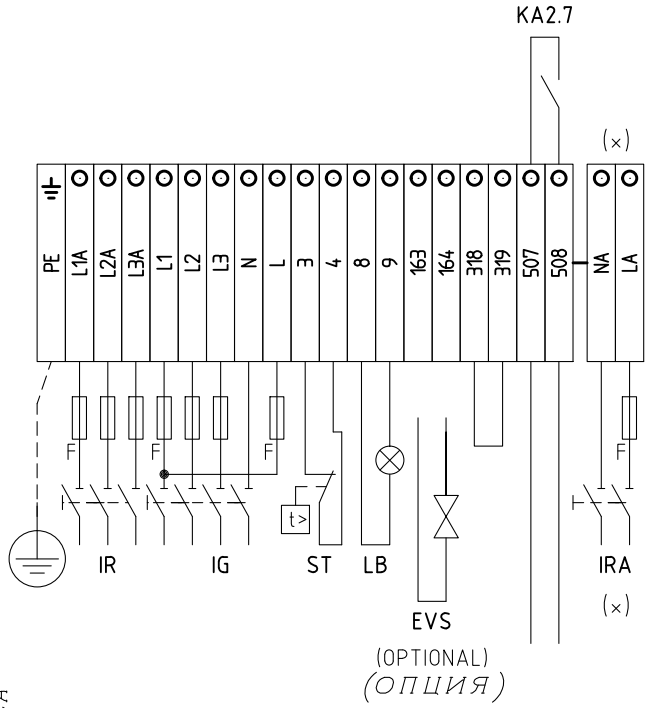 KA2.7
(x)
PE L1A L2A L3A L1 L2 L3 N L 3 4 8 9 163 164 318 319 507 508 NA LA
F F F F
t>
IR IG ST LB IRA
EVS (x)
(OPTIONAL)
(ОПЦИЯ)